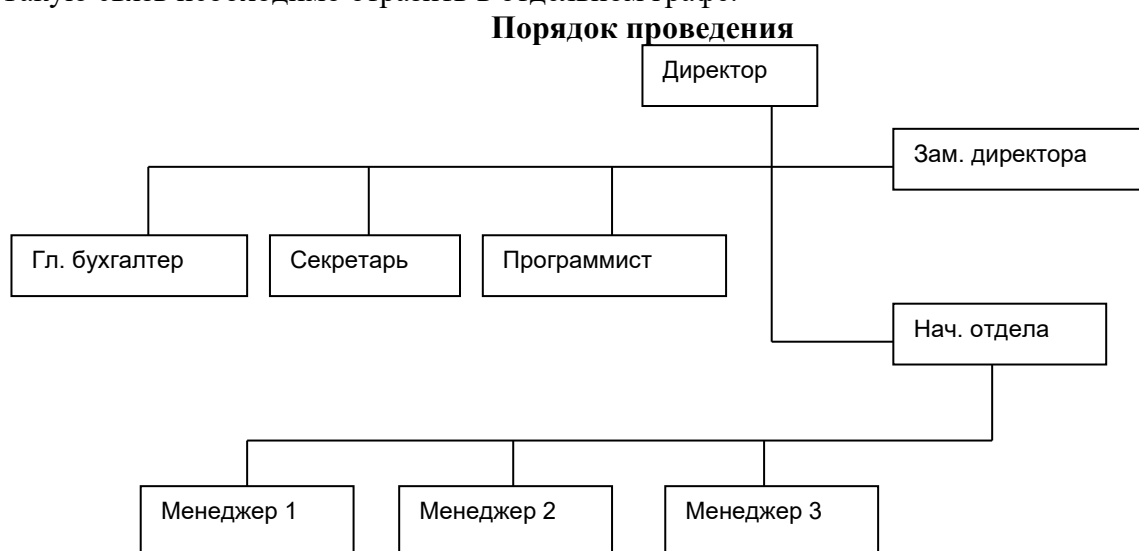 Порядок проведения
Директор
Зам. директора
Гл. бухгалтер
Секретарь
Программист
Нач. отдела
Менеджер 1
Менеджер 2
Менеджер 3